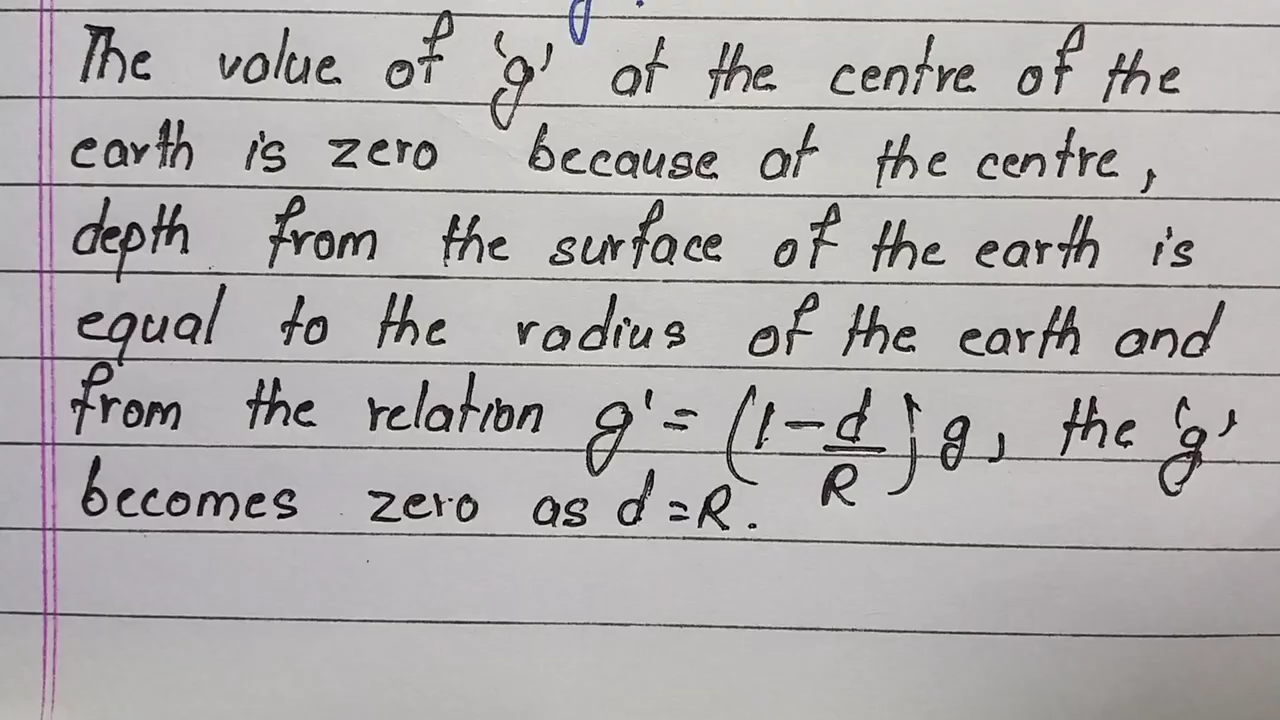 The value of 'g' at the centre of the
earth is zero because at the centre,
depth from the surface of the earth is
equal to the radius of the earth and
from the relation g' = (1-d/R)g, the 'g'
becomes zero as d=R.